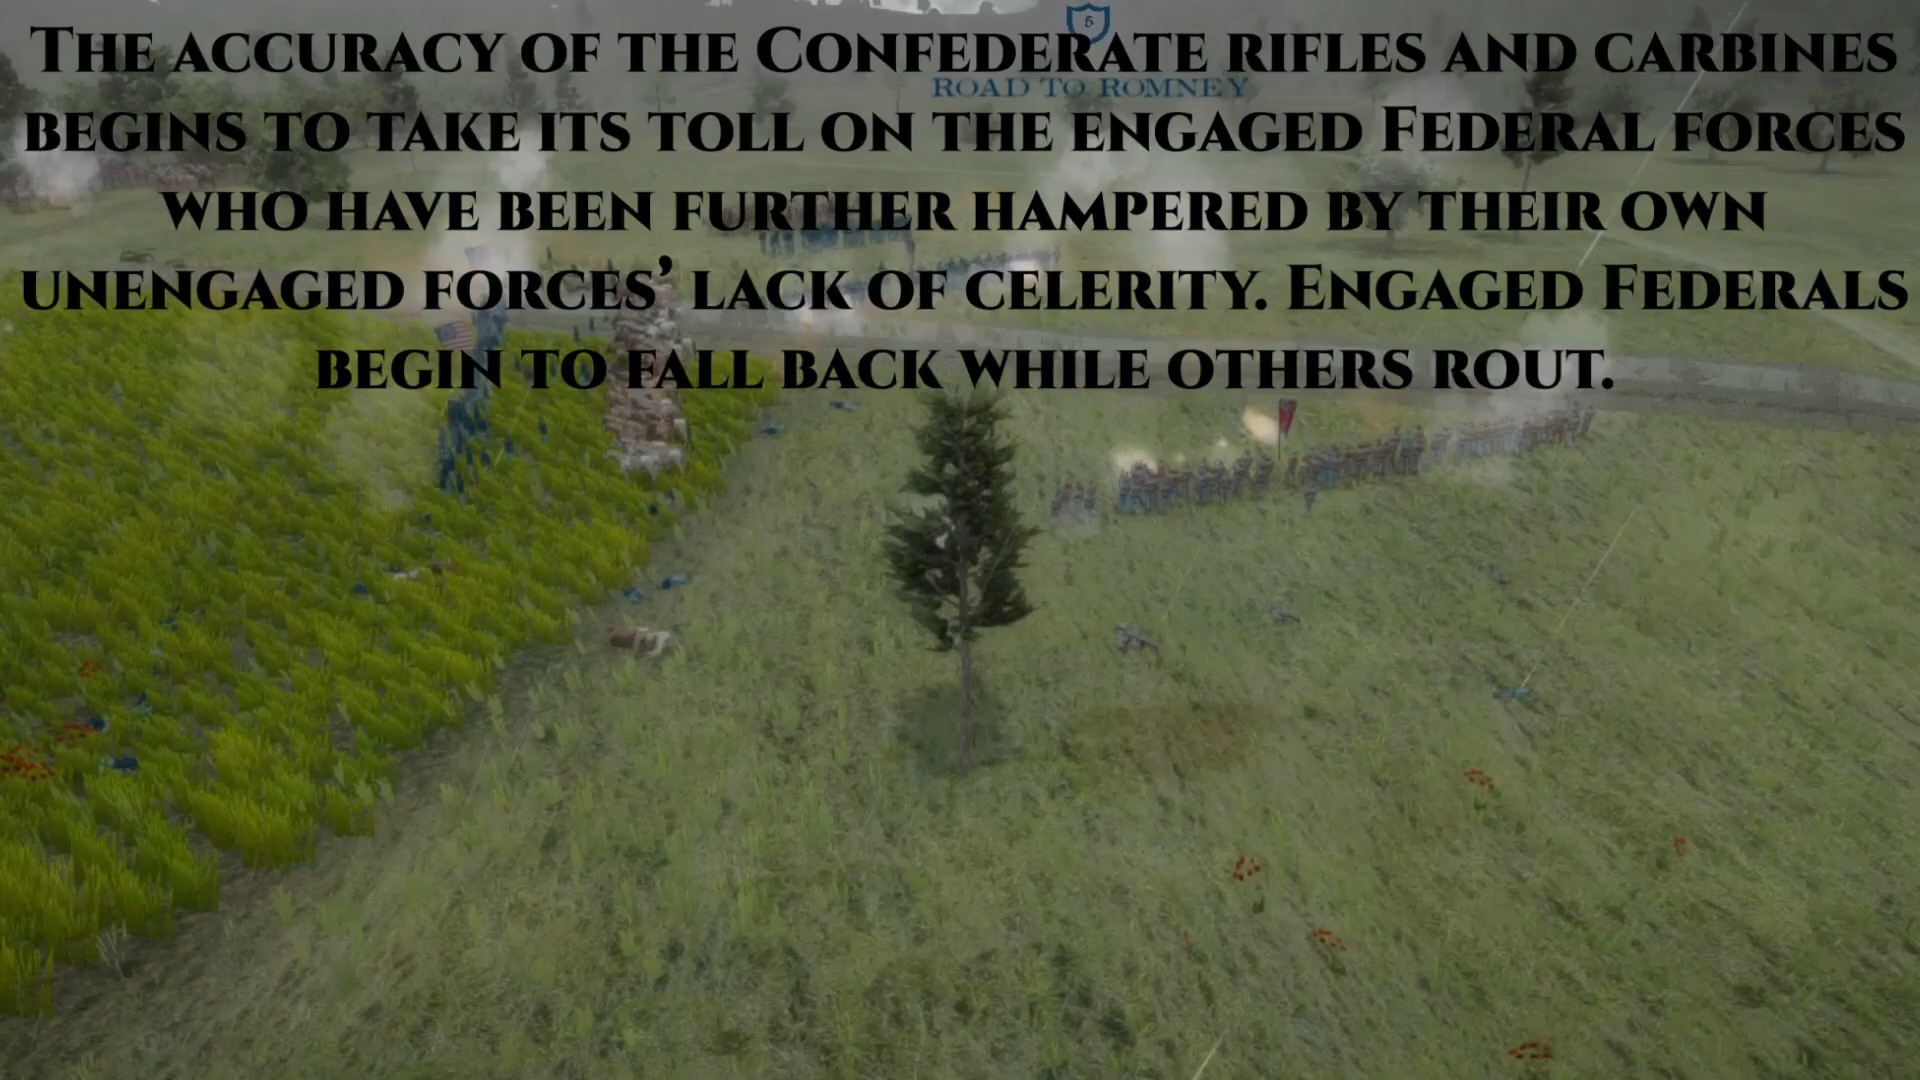 5
The accuracy of the Confederate rifles and carbines
ROAD TO ROMNEY
begins to take its toll on the engaged Federal forces
who have been further hampered by their own
unengaged forces’ lack of celerity. Engaged Federals
begin to fall back while others rout.